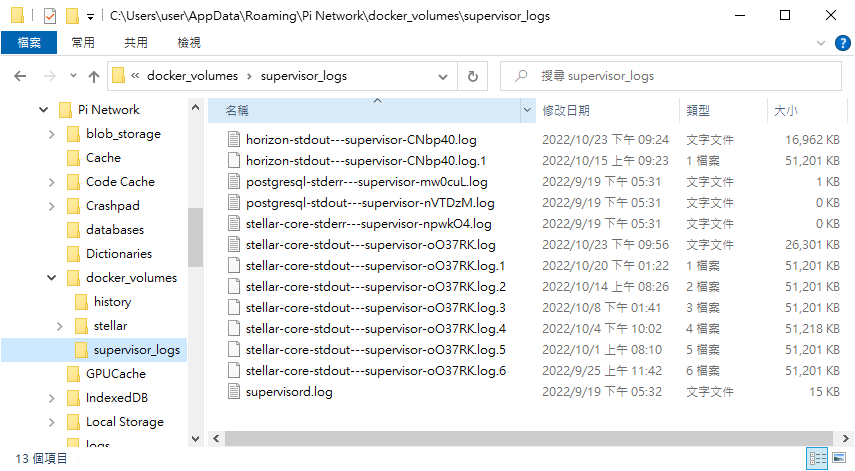 C:\Users\user\AppData\Roaming\Pi Network\docker_volumes\supervisor_logs
檔案 常用 共用 檢視
« docker_volumes › supervisor_logs 搜尋 supervisor_logs
Pi Network
blob_storage
Cache
Code Cache
Crashpad
databases
Dictionaries
docker_volumes
history
stellar
supervisor_logs
GPUCache
IndexedDB
Local Storage
logs
名稱 修改日期 類型 大小
horizon-stdout---supervisor-CNbp40.log 2022/10/23 下午 09:24 文字文件 16,962 KB
horizon-stdout---supervisor-CNbp40.log.1 2022/10/15 上午 09:23 1 檔案 51,201 KB
postgresql-stderr---supervisor-mw0cuL.log 2022/9/19 下午 05:31 文字文件 1 KB
postgresql-stdout---supervisor-nVTDzM.log 2022/9/19 下午 05:31 文字文件 0 KB
stellar-core-stderr---supervisor-npwkO4.log 2022/9/19 下午 05:31 文字文件 0 KB
stellar-core-stdout---supervisor-oO37RK.log 2022/10/23 下午 09:56 文字文件 26,301 KB
stellar-core-stdout---supervisor-oO37RK.log.1 2022/10/20 下午 01:22 1 檔案 51,201 KB
stellar-core-stdout---supervisor-oO37RK.log.2 2022/10/14 上午 08:26 2 檔案 51,201 KB
stellar-core-stdout---supervisor-oO37RK.log.3 2022/10/8 下午 01:41 3 檔案 51,201 KB
stellar-core-stdout---supervisor-oO37RK.log.4 2022/10/4 下午 10:02 4 檔案 51,218 KB
stellar-core-stdout---supervisor-oO37RK.log.5 2022/10/1 上午 08:10 5 檔案 51,201 KB
stellar-core-stdout---supervisor-oO37RK.log.6 2022/9/25 上午 11:42 6 檔案 51,201 KB
supervisord.log 2022/9/19 下午 05:32 文字文件 15 KB
13 個項目